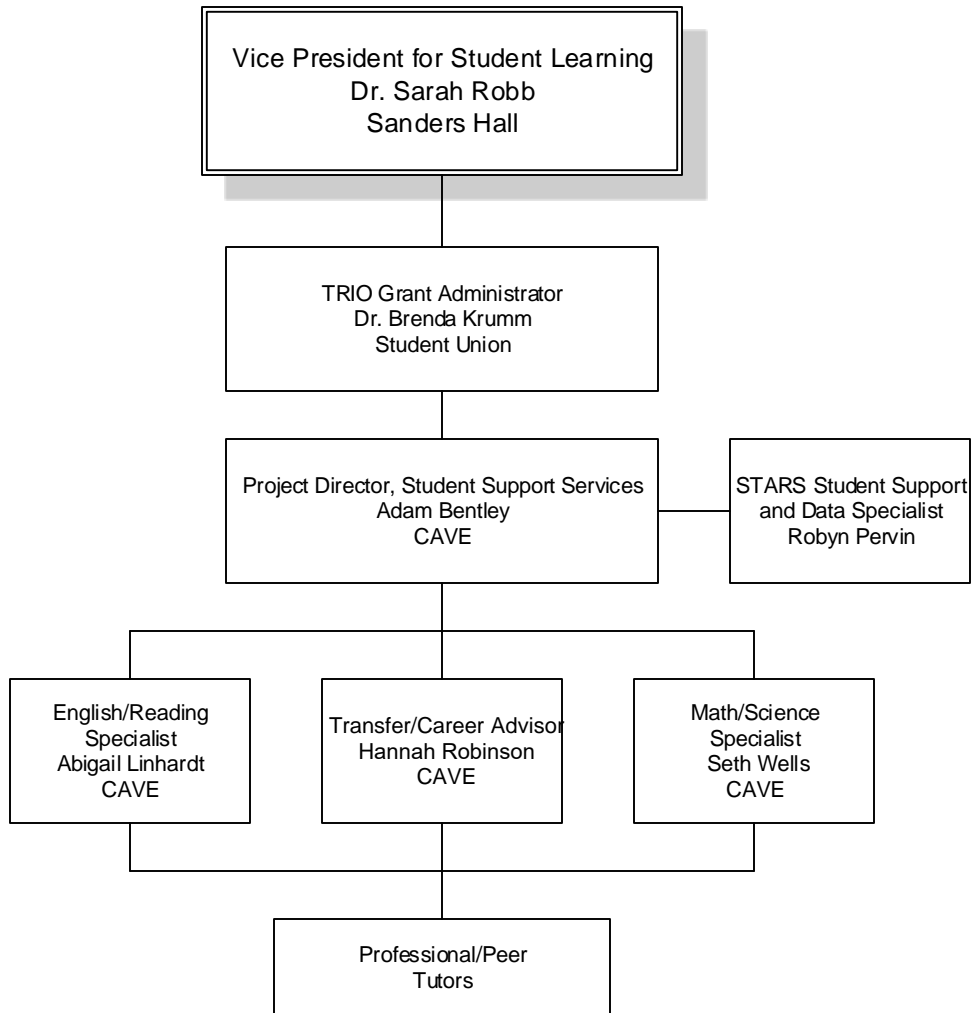 Vice President for Student Learning
Dr. Sarah Robb
Sanders Hall
TRIO Grant Administrator
Dr. Brenda Krumm
Student Union
Project Director, Student Support Services
Adam Bentley
CAVE
STARS Student Support
and Data Specialist
Robyn Pervin
English/Reading
Specialist
Abigail Linhardt
CAVE
Transfer/Career Advisor
Hannah Robinson
CAVE
Math/Science
Specialist
Seth Wells
CAVE
Professional/Peer
Tutors